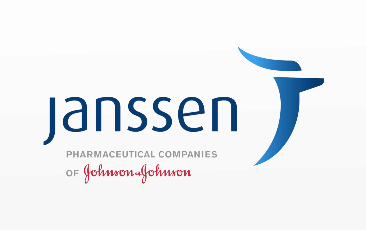 janssen
PHARMACEUTICAL COMPANIES
OF Johnson&Johnson